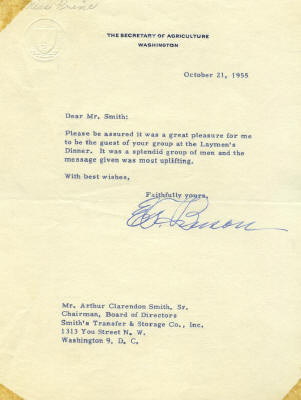 THE SECRETARY OF AGRICULTURE
WASHINGTON
October 21, 1955
Dear Mr. Smith:
Please be assured it was a great pleasure for me
to be the guest of your group at the Laymen's
Dinner. It was a splendid group of men and the
message given was most uplifting.
With best wishes,
Faithfully yours,
Mr. Arthur Clarendon Smith, Sr.
Chairman, Board of Directors
Smith's Transfer & Storage Co., Inc.
1313 You Street N. W.
Washington 9, D. C.